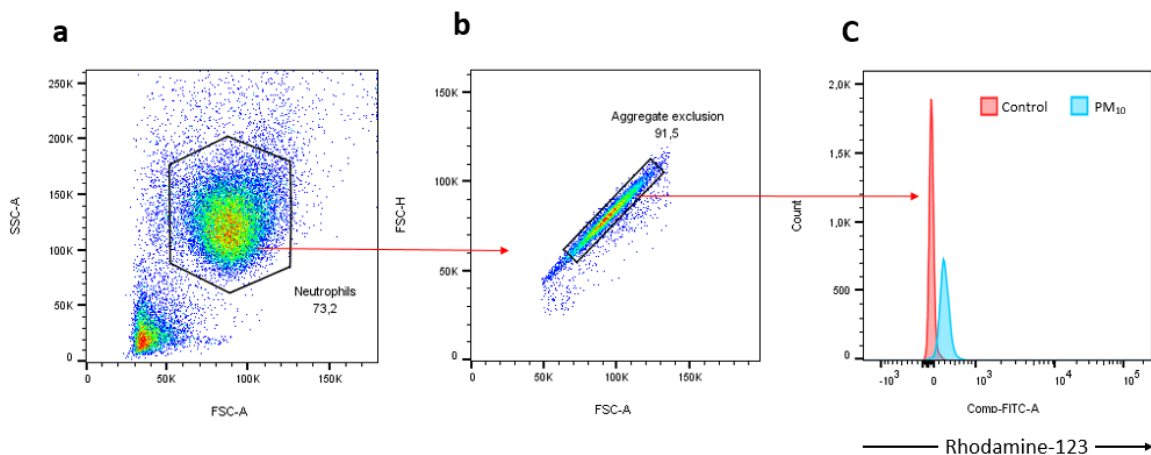 a
b
C
SSC-A
250K
200K
150K
100K
50K
0
0
50K
100K
150K
FSC-A
Neutrophils
73,2
FSC-H
150K
100K
50K
0
0
50K
100K
150K
FSC-A
Aggregate exclusion
91,5
Count
2,0K
1,5K
1,0K
500
0
-10³
0
10³
10⁴
10⁵
Comp-FITC-A
Control
PM₁₀
Rhodamine-123